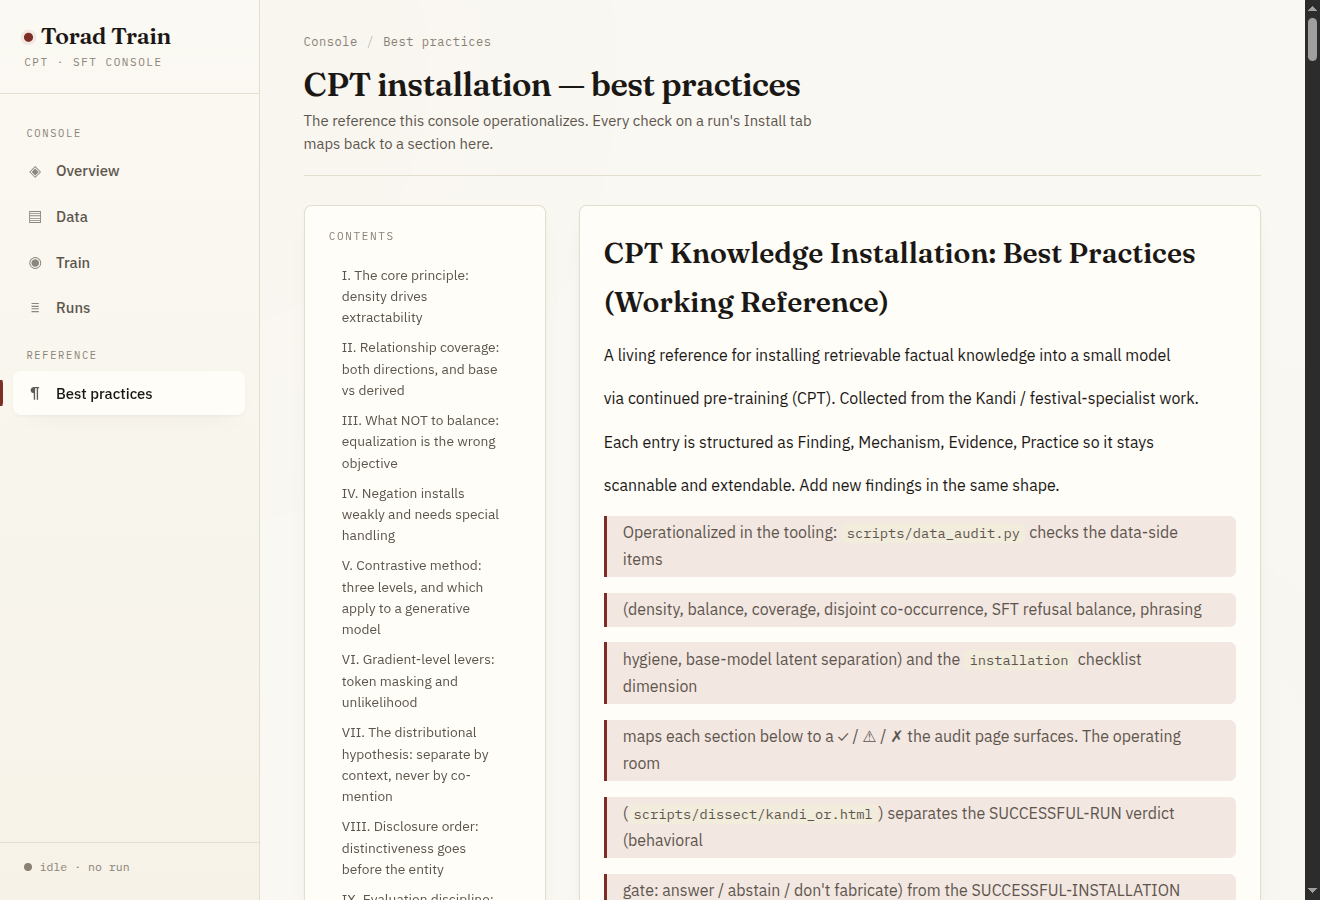 Torad Train
CPT · SFT CONSOLE
CONSOLE
Overview
Data
Train
Runs
REFERENCE
¶ Best practices
idle · no run
Console / Best practices
CPT installation — best practices
The reference this console operationalizes. Every check on a run's Install tab
maps back to a section here.
CONTENTS
I. The core principle:
density drives
extractability
II. Relationship coverage:
both directions, and base
vs derived
III. What NOT to balance:
equalization is the wrong
objective
IV. Negation installs
weakly and needs special
handling
V. Contrastive method:
three levels, and which
apply to a generative
model
VI. Gradient-level levers:
token masking and
unlikelihood
VII. The distributional
hypothesis: separate by
context, never by co-
mention
VIII. Disclosure order:
distinctiveness goes
before the entity
IX. Evaluation discipline:
CPT Knowledge Installation: Best Practices
(Working Reference)
A living reference for installing retrievable factual knowledge into a small model
via continued pre-training (CPT). Collected from the Kandi / festival-specialist work.
Each entry is structured as Finding, Mechanism, Evidence, Practice so it stays
scannable and extendable. Add new findings in the same shape.
Operationalized in the tooling: scripts/data_audit.py checks the data-side
items
(density, balance, coverage, disjoint co-occurrence, SFT refusal balance, phrasing
hygiene, base-model latent separation) and the installation checklist
dimension
maps each section below to a ✓ / ⚠ / ✗ the audit page surfaces. The operating
room
( scripts/dissect/kandi_or.html ) separates the SUCCESSFUL-RUN verdict
(behavioral
gate: answer / abstain / don't fabricate) from the SUCCESSFUL-INSTALLATION